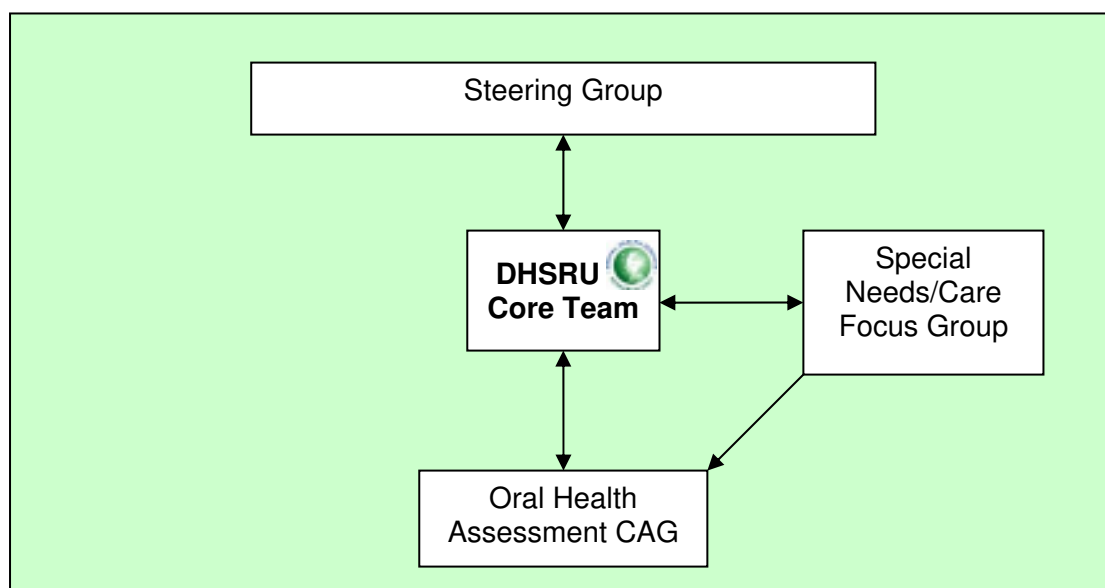 Steering Group
DHSRU
Core Team
Special
Needs/Care
Focus Group
Oral Health
Assessment CAG